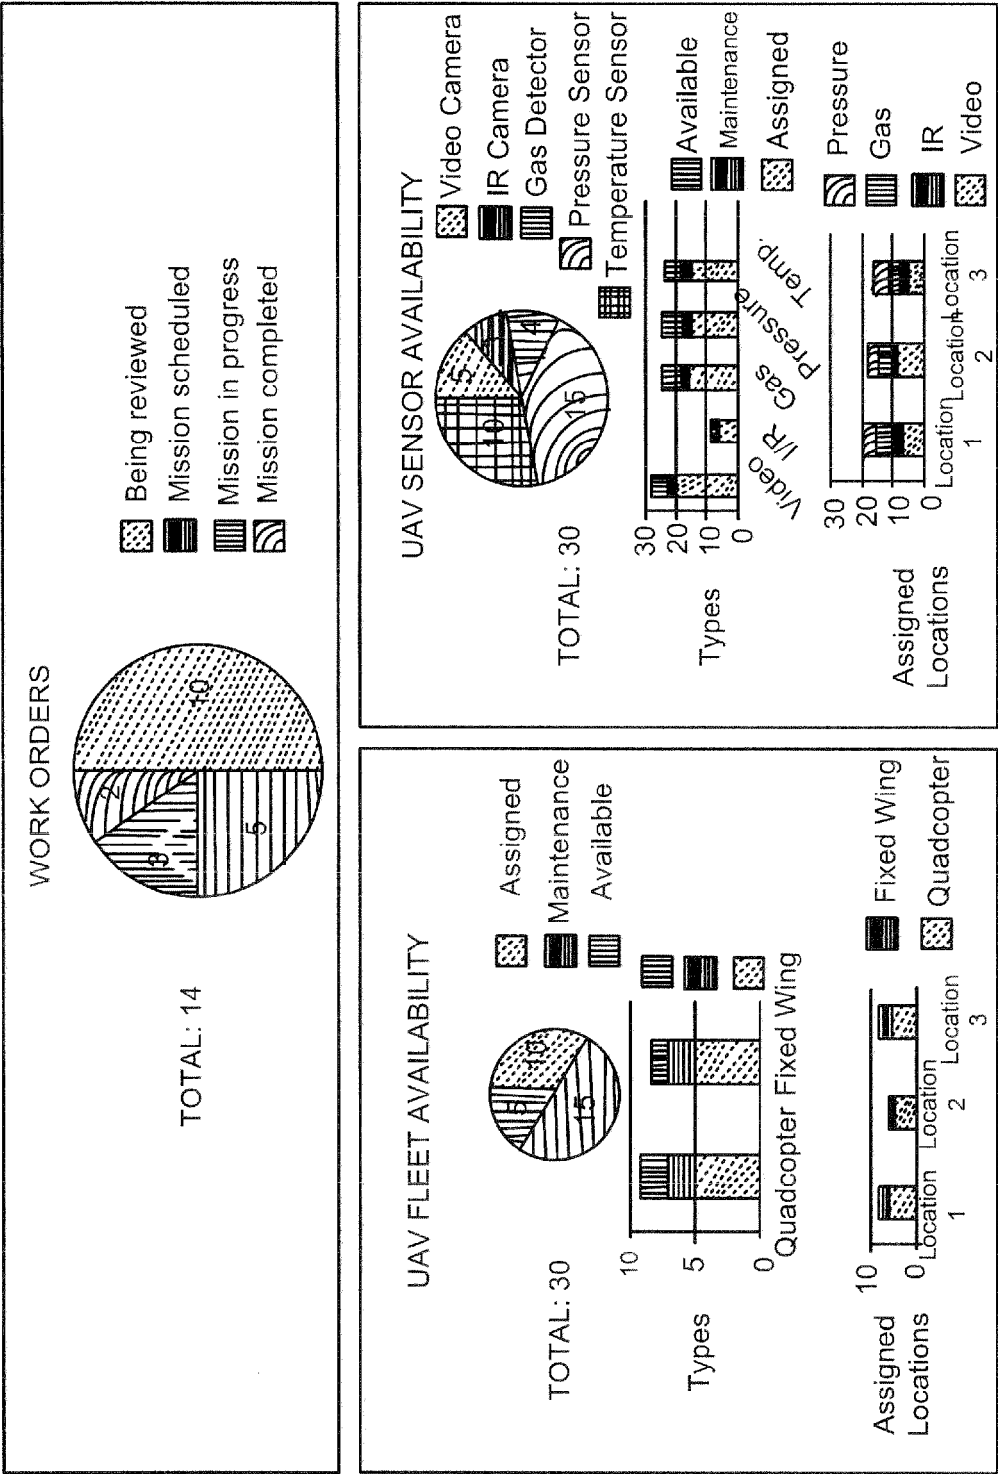 WORK ORDERS
TOTAL: 14
2
10
3
5
Being reviewed
Mission scheduled
Mission in progress
Mission completed
UAV FLEET AVAILABILITY
TOTAL: 30
5
10
15
Assigned
Maintenance
Available
Types
10
5
0
Quadcopter Fixed Wing
Assigned
Locations
10
0
Location
1
Location
2
Location
3
Fixed Wing
Quadcopter
UAV SENSOR AVAILABILITY
TOTAL: 30
10
5
4
15
Video Camera
IR Camera
Gas Detector
Pressure Sensor
Temperature Sensor
Types
30
20
10
0
Video
I/R
Gas
Pressure
Temp.
Available
Maintenance
Assigned
Assigned
Locations
30
20
10
0
Location
1
Location
2
Location
3
Pressure
Gas
IR
Video